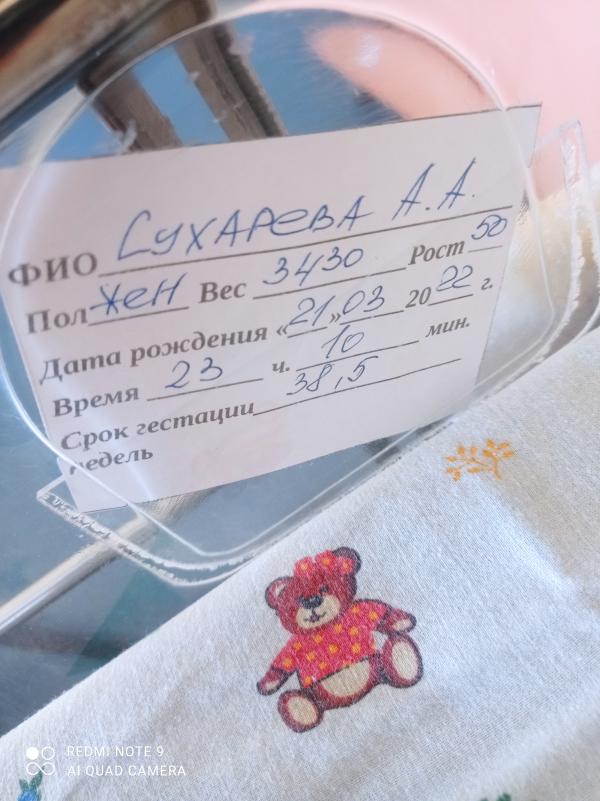 ФИО СУХАРЕВА А.А.
Пол жен Вес 3430 Рост 50
Дата рождения «21»03 2022 г.
Время 23 ч. 10 мин.
Срок гестации 38,5
недель
REDMI NOTE 9
AI QUAD CAMERA